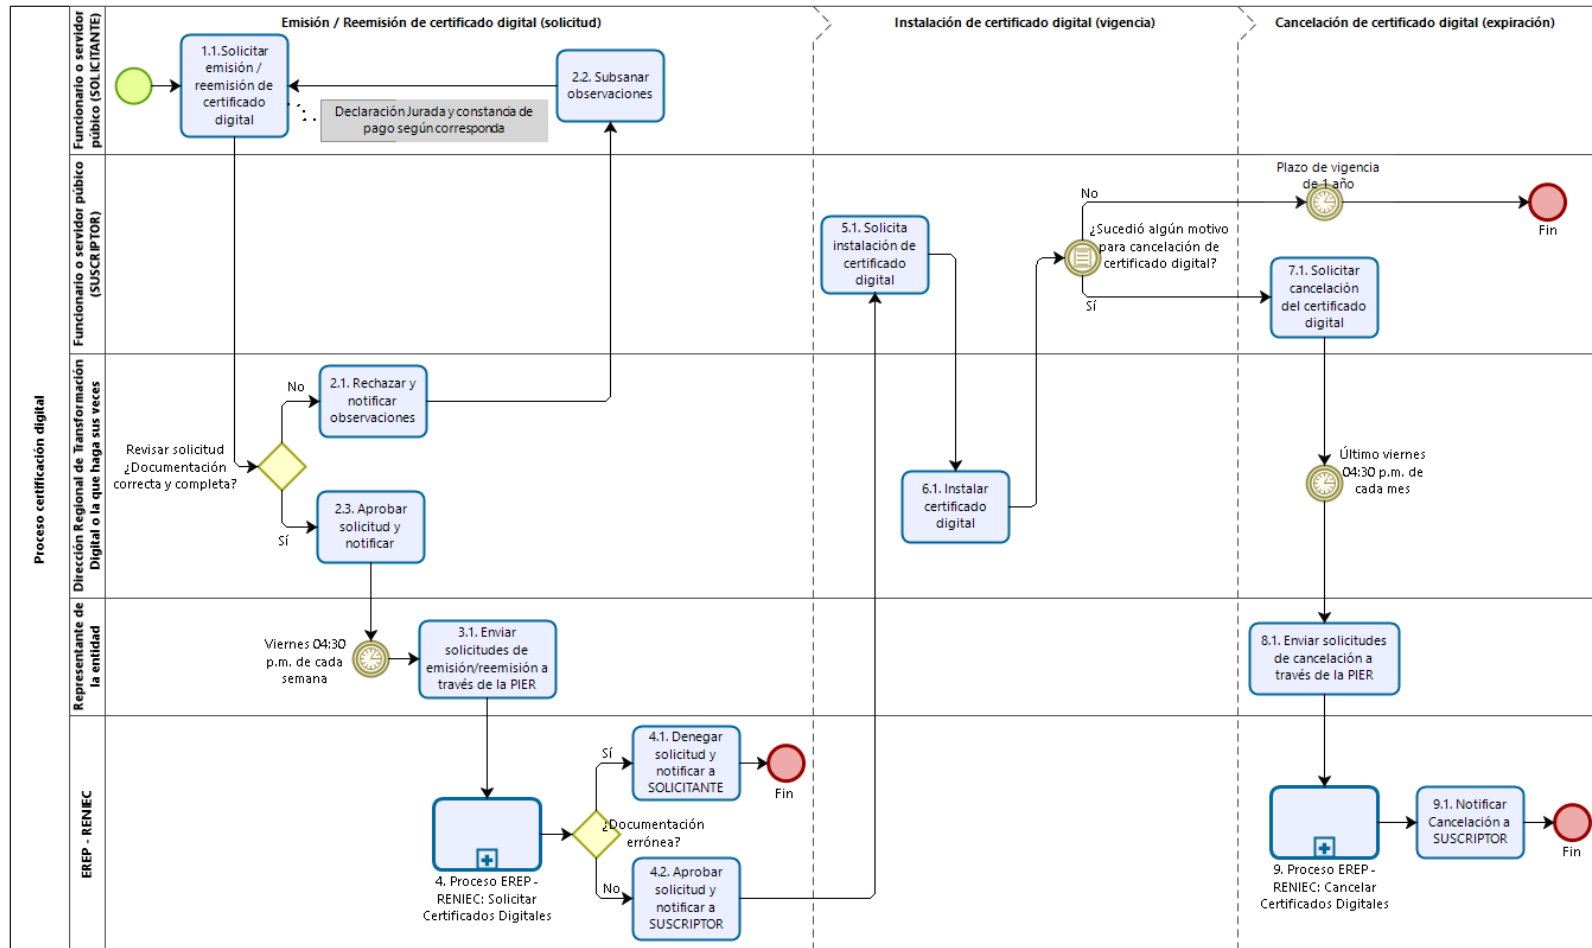 Emisión / Reemisión de certificado digital (solicitud)
Instalación de certificado digital (vigencia)
Cancelación de certificado digital (expiración)
Proceso certificación digital
Funcionario o servidor
púbico (SOLICITANTE)
1.1.Solicitar
emisión /
reemisión de
certificado
digital
2.2. Subsanar
observaciones
Declaración Jurada y constancia de
pago según corresponda
Funcionario o servidor púbico
(SUSCRIPTOR)
5.1. Solicita
instalación de
certificado
digital
No
¿Sucedió algún motivo
para cancelación de
certificado digital?
Sí
Plazo de vigencia
de 1 año
Fin
7.1. Solicitar
cancelación
del certificado
digital
Dirección Regional de Transformación
Digital o la que haga sus veces
Revisar solicitud
¿Documentación
correcta y completa?
No
2.1. Rechazar y
notificar
observaciones
Sí
2.3. Aprobar
solicitud y
notificar
6.1. Instalar
certificado
digital
Último viernes
04:30 p.m. de
cada mes
Representante de
la entidad
Viernes 04:30
p.m. de cada
semana
3.1. Enviar
solicitudes de
emisión/reemisión a
través de la PIER
8.1. Enviar solicitudes
de cancelación a
través de la PIER
EREP - RENIEC
4. Proceso EREP -
RENIEC: Solicitar
Certificados Digitales
¿Documentación
errónea?
Sí
4.1. Denegar
solicitud y
notificar a
SOLICITANTE
Fin
No
4.2. Aprobar
solicitud y
notificar a
SUSCRIPTOR
9. Proceso EREP -
RENIEC: Cancelar
Certificados Digitales
9.1. Notificar
Cancelación a
SUSCRIPTOR
Fin